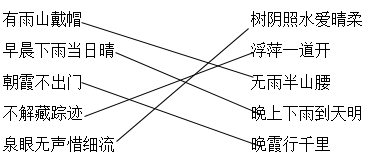 有雨山戴帽 树阴照水爱晴柔
早晨下雨当日晴 浮萍一道开
朝霞不出门 无雨半山腰
不解藏踪迹 晚上下雨到天明
泉眼无声惜细流 晚霞行千里